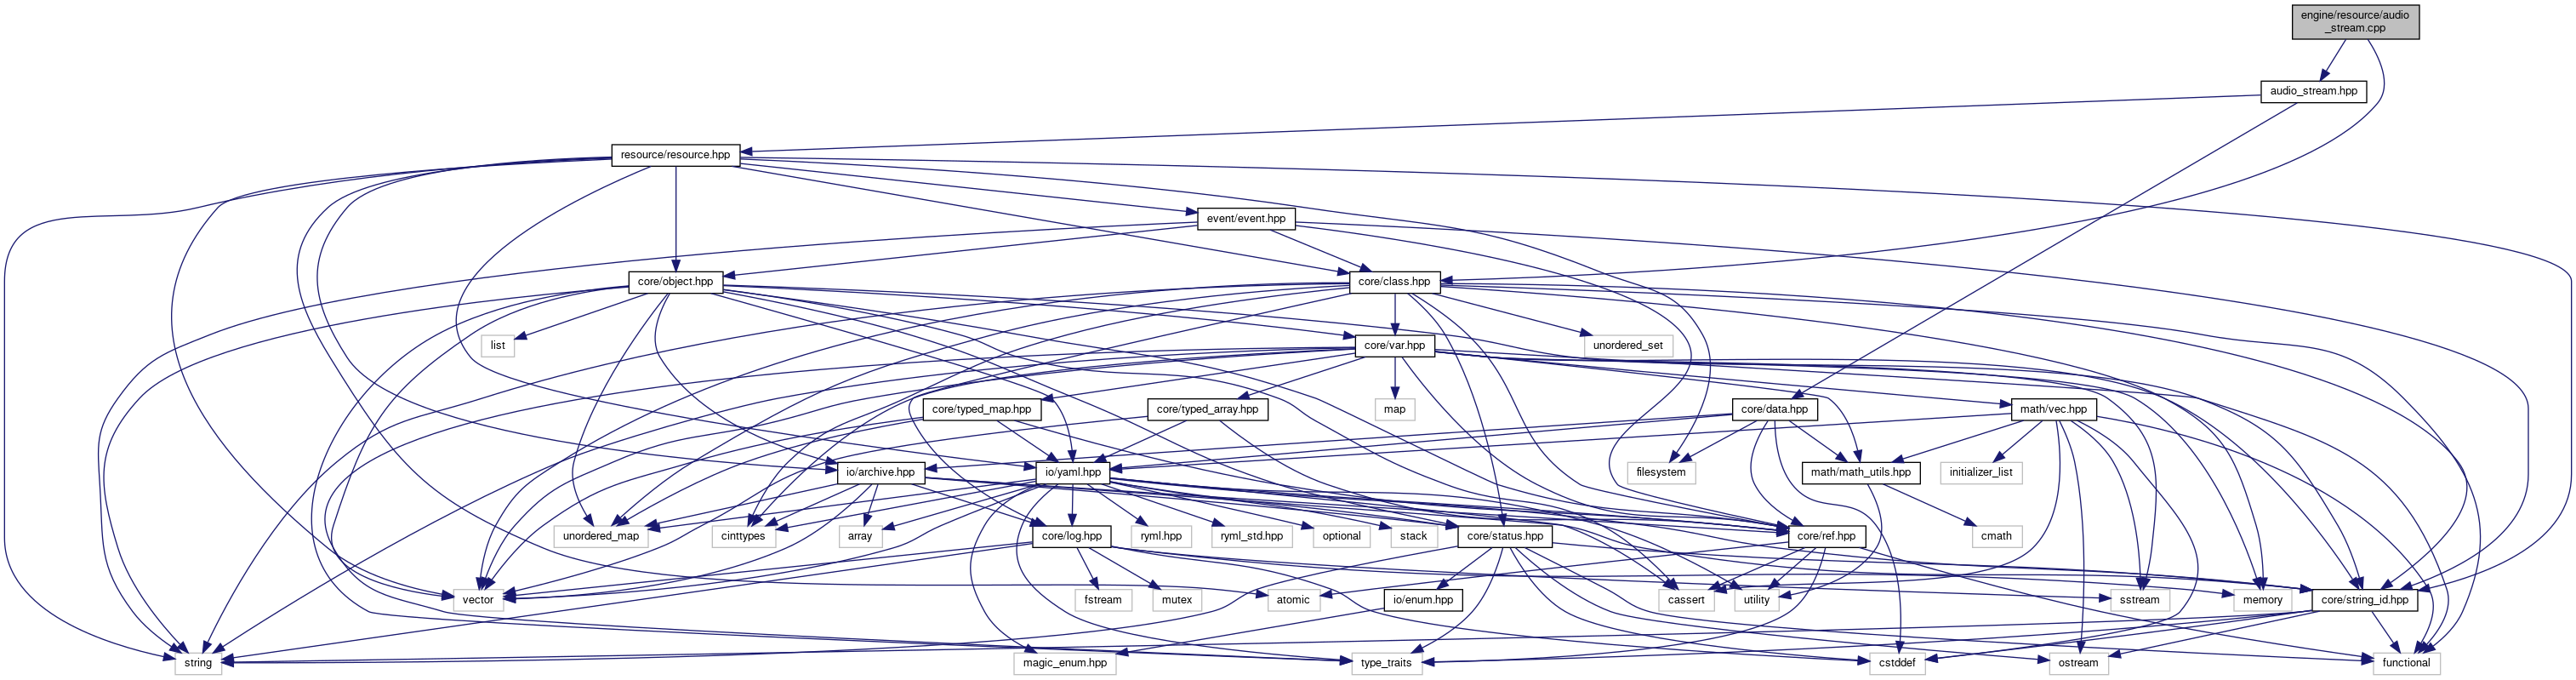 engine/resource/audio
_stream.cpp
audio_stream.hpp
resource/resource.hpp
event/event.hpp
core/object.hpp
core/class.hpp
list
core/var.hpp
unordered_set
core/typed_map.hpp
core/typed_array.hpp
map
core/data.hpp
math/vec.hpp
io/archive.hpp
io/yaml.hpp
filesystem
math/math_utils.hpp
initializer_list
unordered_map
cinttypes
array
core/log.hpp
ryml.hpp
ryml_std.hpp
optional
stack
core/status.hpp
core/ref.hpp
cmath
vector
fstream
mutex
atomic
io/enum.hpp
cassert
utility
sstream
memory
core/string_id.hpp
string
magic_enum.hpp
type_traits
cstddef
ostream
functional